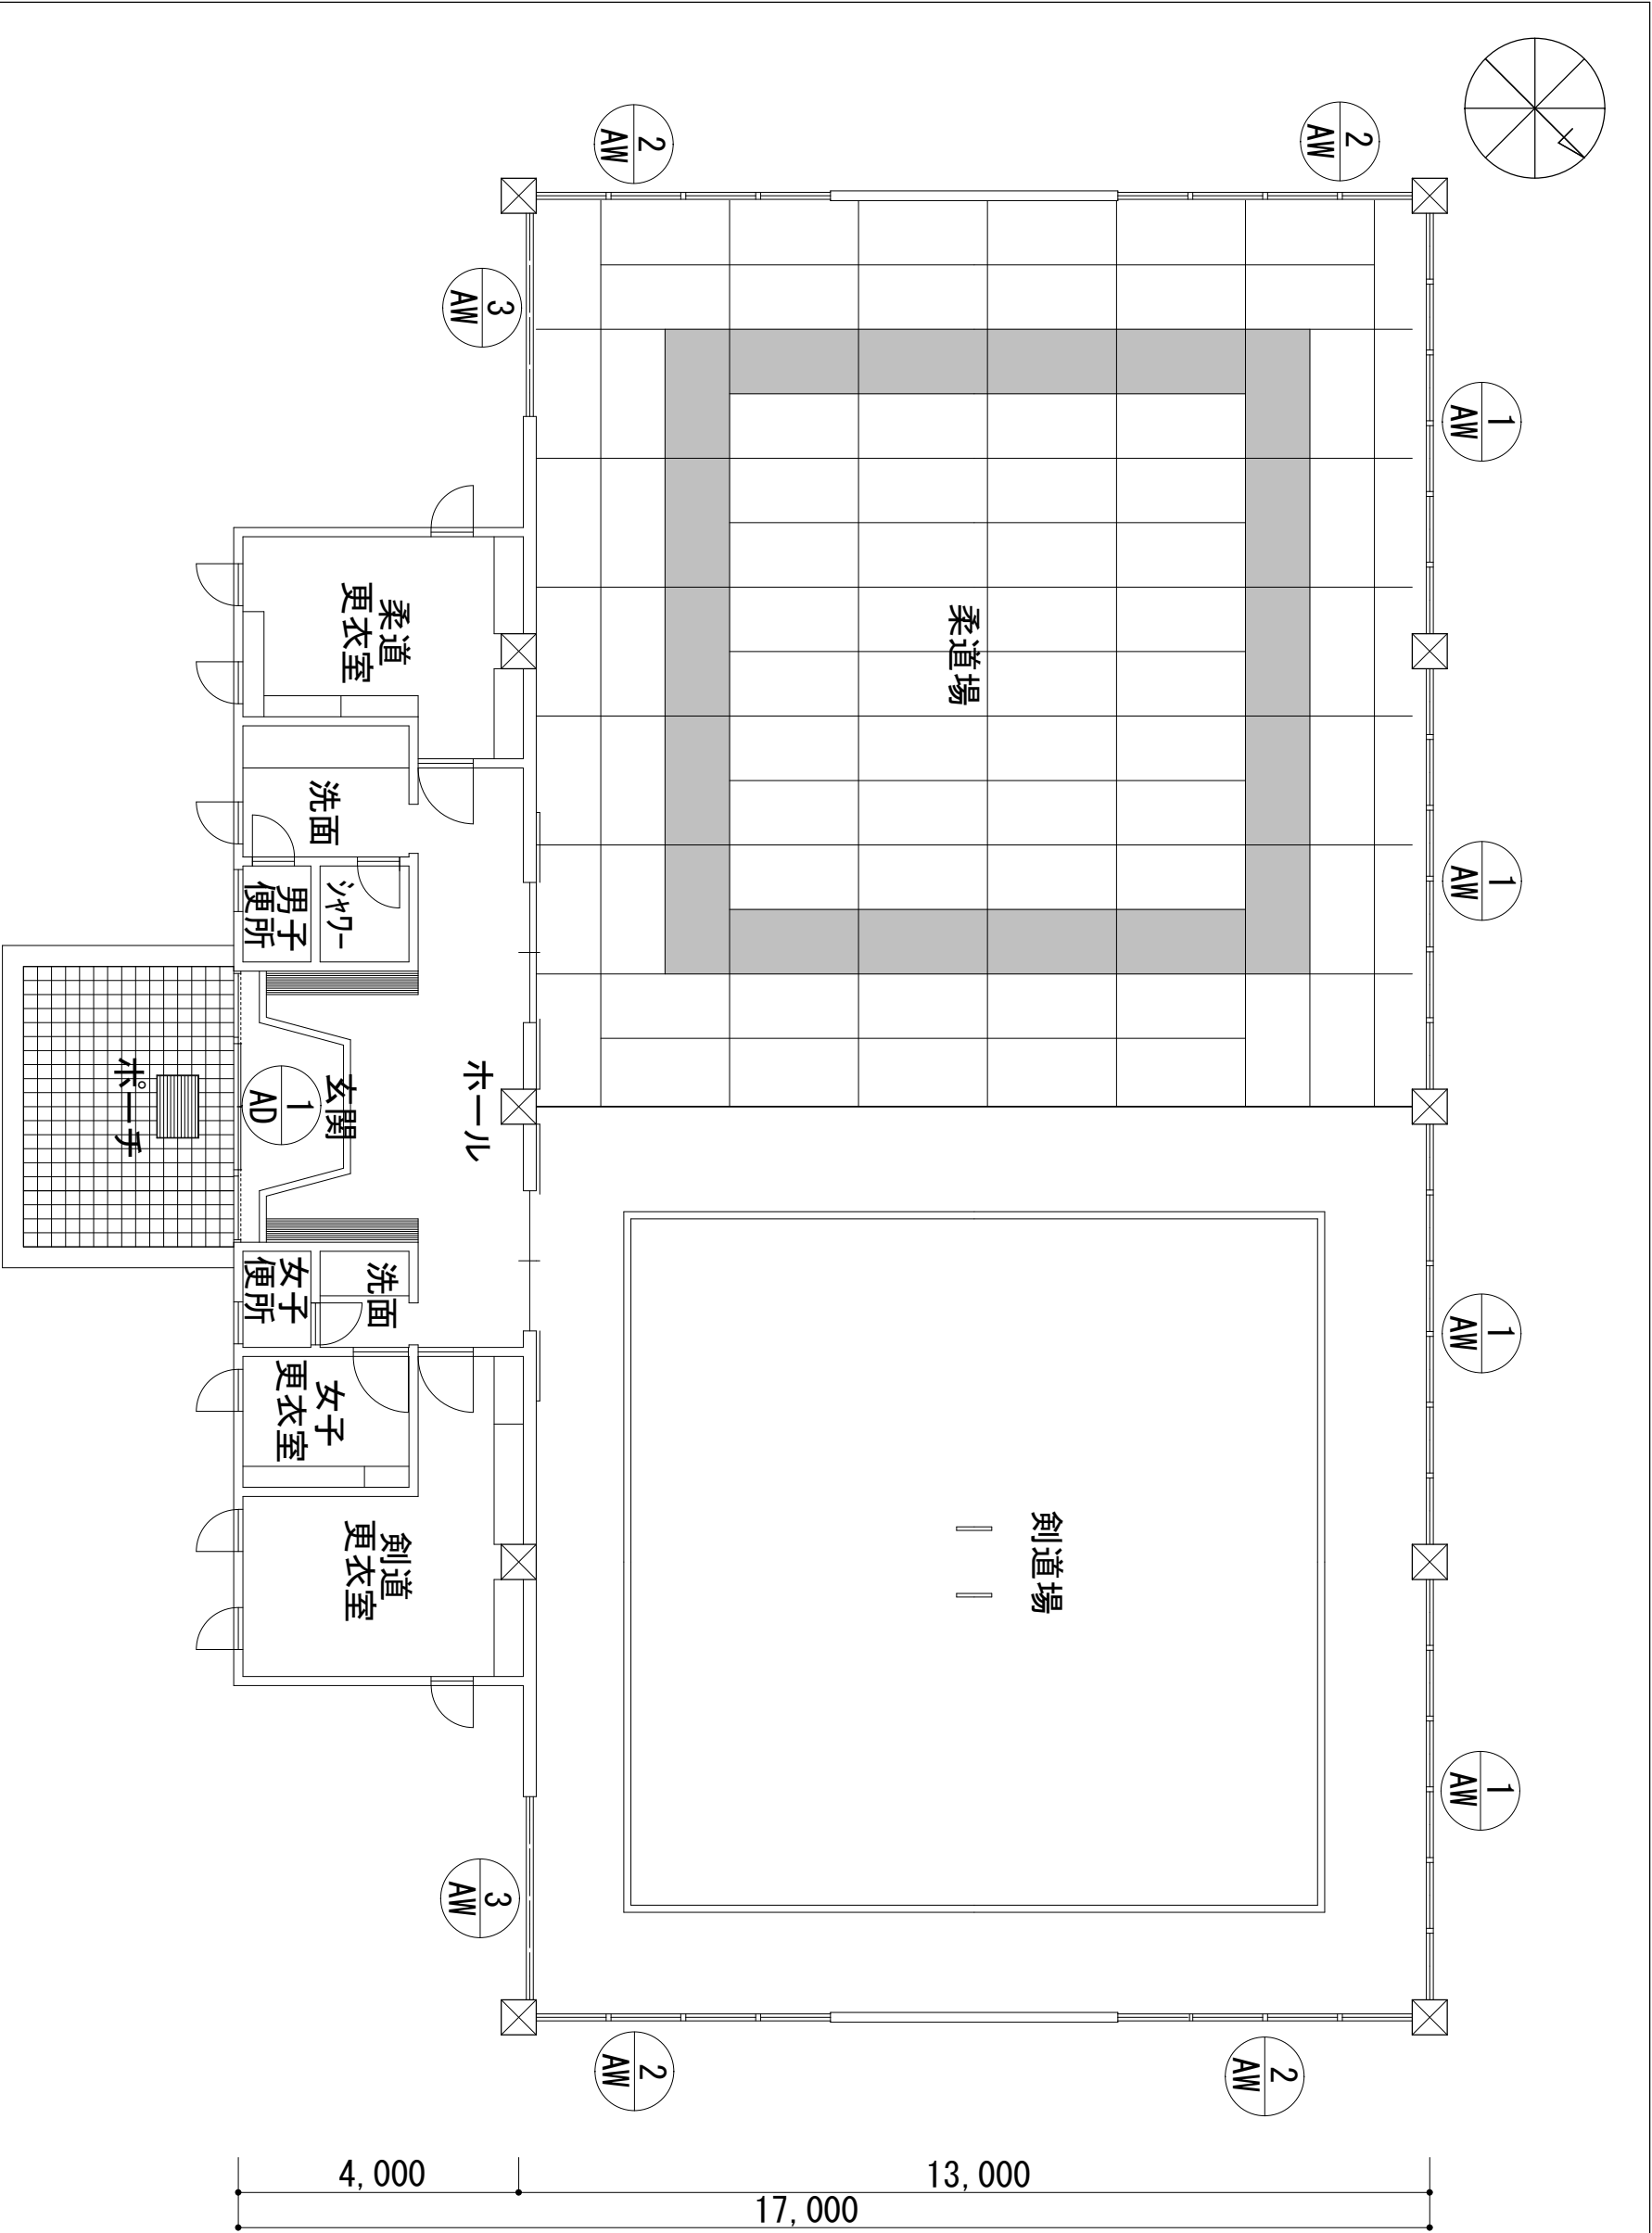 2
AW
2
AW
3
AW
1
AW
柔道
更衣室
柔道場
洗面
男子
便所
シャワー
1
AW
ポーチ
1
AD
玄関
ホール
女子
便所
洗面
1
AW
女子
更衣室
剣道
更衣室
剣道場
1
AW
3
AW
2
AW
2
AW
4,000
13,000
17,000